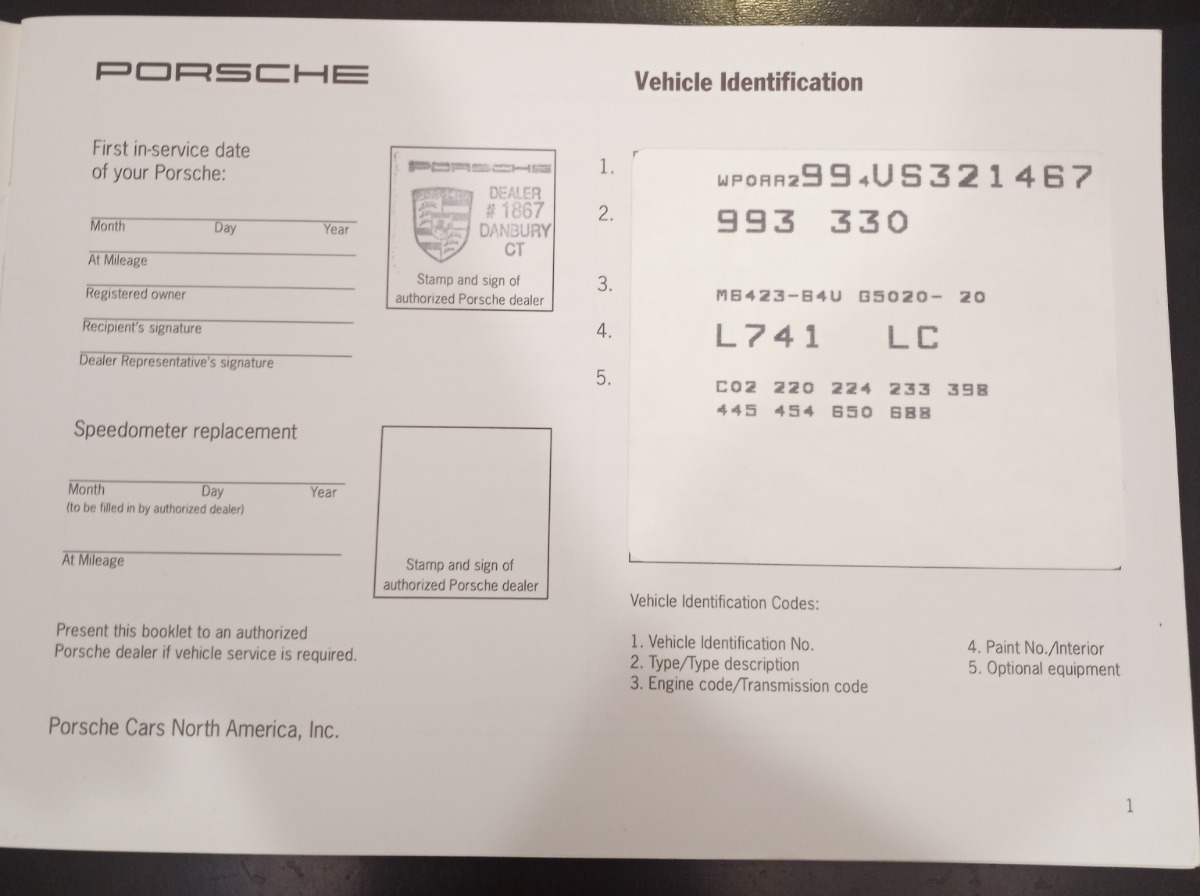 PORSCHE
First in-service date
of your Porsche:
Month Day Year
At Mileage
Registered owner
Recipient's signature
Dealer Representative's signature
PORSCHE
DEALER
# 1867
DANBURY
CT
Stamp and sign of
authorized Porsche dealer
Speedometer replacement
Month Day Year
(to be filled in by authorized dealer)
At Mileage
Stamp and sign of
authorized Porsche dealer
Present this booklet to an authorized
Porsche dealer if vehicle service is required.
Porsche Cars North America, Inc.
Vehicle Identification
1. WP0AA2994VS321467
2. 993 330
3. M6423-64V G5020- 20
4. L741 LC
5. C02 220 224 233 398
445 454 650 688
Vehicle Identification Codes:
1. Vehicle Identification No.
2. Type/Type description
3. Engine code/Transmission code
4. Paint No./Interior
5. Optional equipment
1